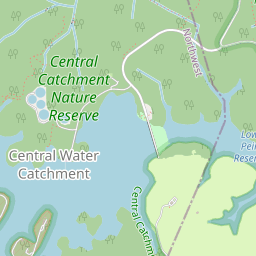 Northwest
Central
Catchment
Nature
Reserve
Central Water
Catchment
Low
Pei
Reser
Central Catchm